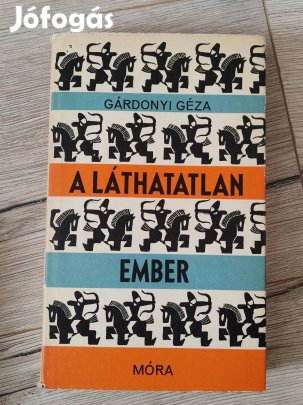 Jófogás
GÁRDONYI GÉZA
A LÁTHATATLAN
EMBER
MÓRA